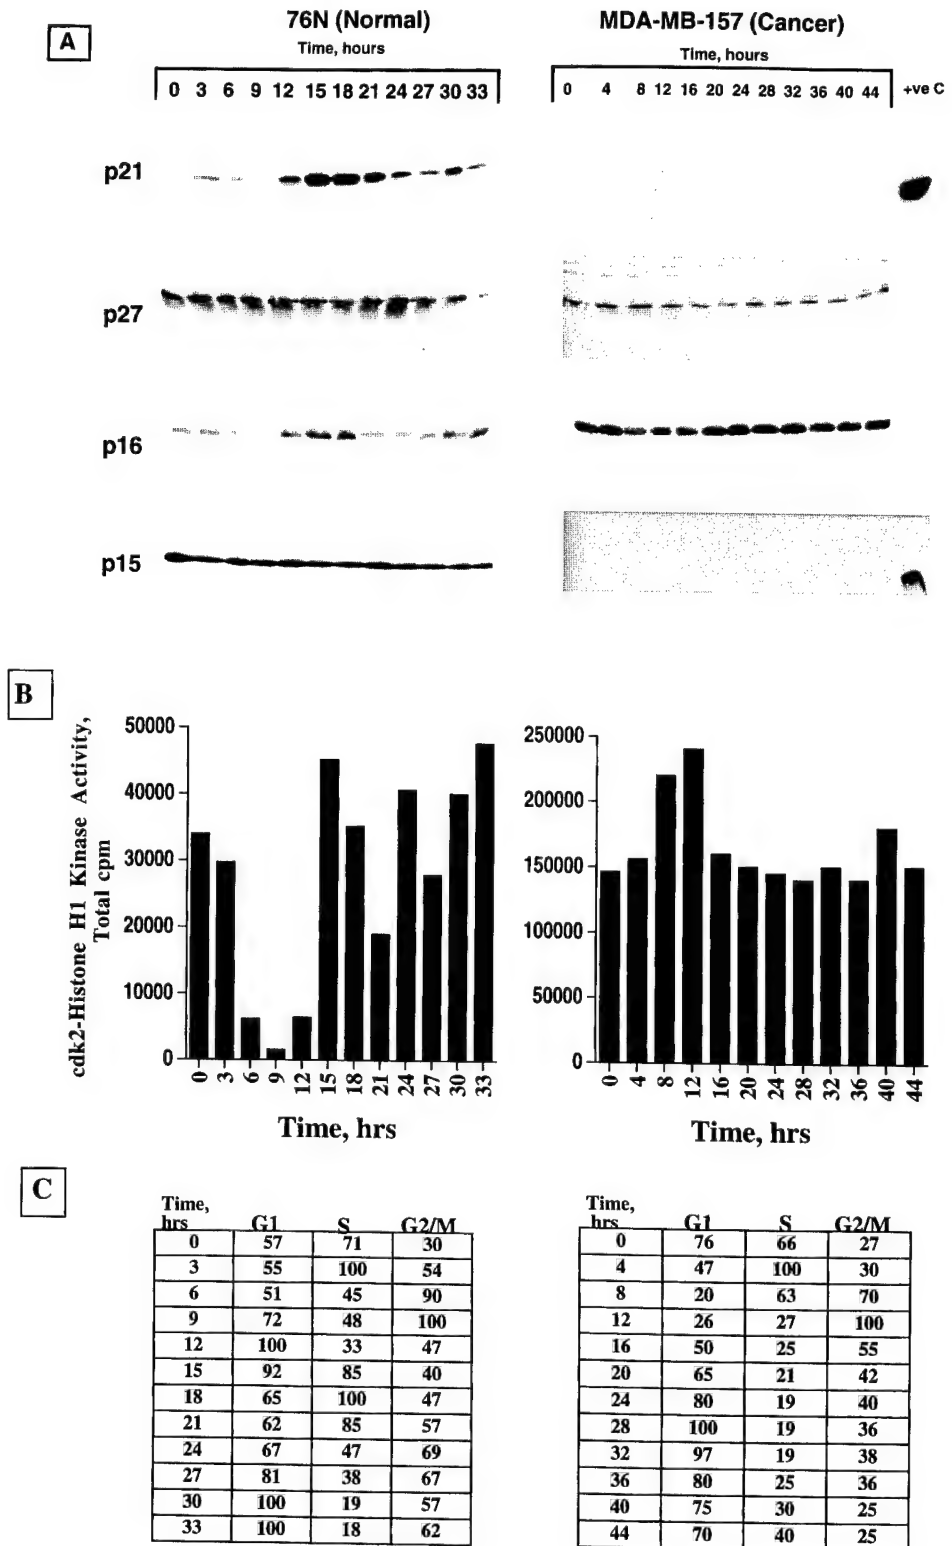 A
76N (Normal)
Time, hours
0 3 6 9 12 15 18 21 24 27 30 33
MDA-MB-157 (Cancer)
Time, hours
0 4 8 12 16 20 24 28 32 36 40 44 +ve C
p21
p27
p16
p15
B
cdk2-Histone H1 Kinase Activity,
Total cpm
50000
40000
30000
20000
10000
0
0 3 6 9 12 15 18 21 24 27 30 33
Time, hrs
250000
200000
150000
100000
50000
0
0 4 8 12 16 20 24 28 32 36 40 44
Time, hrs
C
Time,
hrs G1 S G2/M
0 57 71 30
3 55 100 54
6 51 45 90
9 72 48 100
12 100 33 47
15 92 85 40
18 65 100 47
21 62 85 57
24 67 47 69
27 81 38 67
30 100 19 57
33 100 18 62
Time,
hrs G1 S G2/M
0 76 66 27
4 47 100 30
8 20 63 70
12 26 27 100
16 50 25 55
20 65 21 42
24 80 19 40
28 100 19 36
32 97 19 38
36 80 25 36
40 75 30 25
44 70 40 25